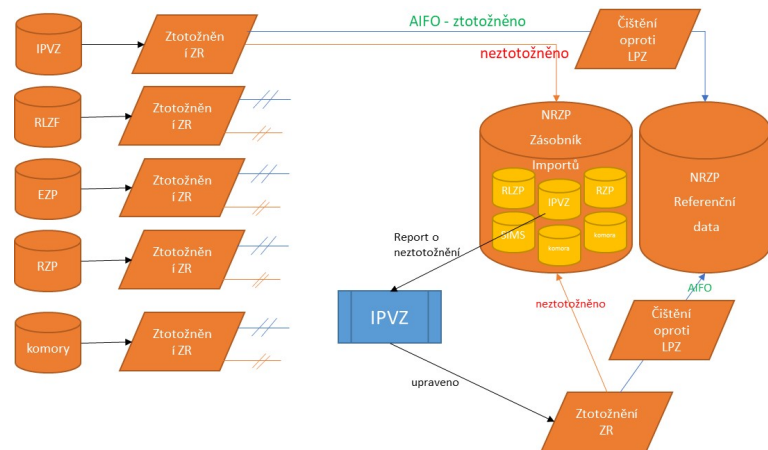 IPVZ
Ztotožněn
í ZR
AIFO - ztotožněno
neztotožněno
Čištění
oproti
LPZ
RLZF
Ztotožněn
í ZR
EZP
Ztotožněn
í ZR
RZP
Ztotožněn
í ZR
komory
Ztotožněn
í ZR
NRZP
Zásobník
Importů
RLZP
IPVZ
RZP
SIMS
komora
komora
NRZP
Referenční
data
Report o
neztotožnění
IPVZ
upraveno
neztotožněno
AIFO
Čištění
oproti
LPZ
Ztotožnění
ZR